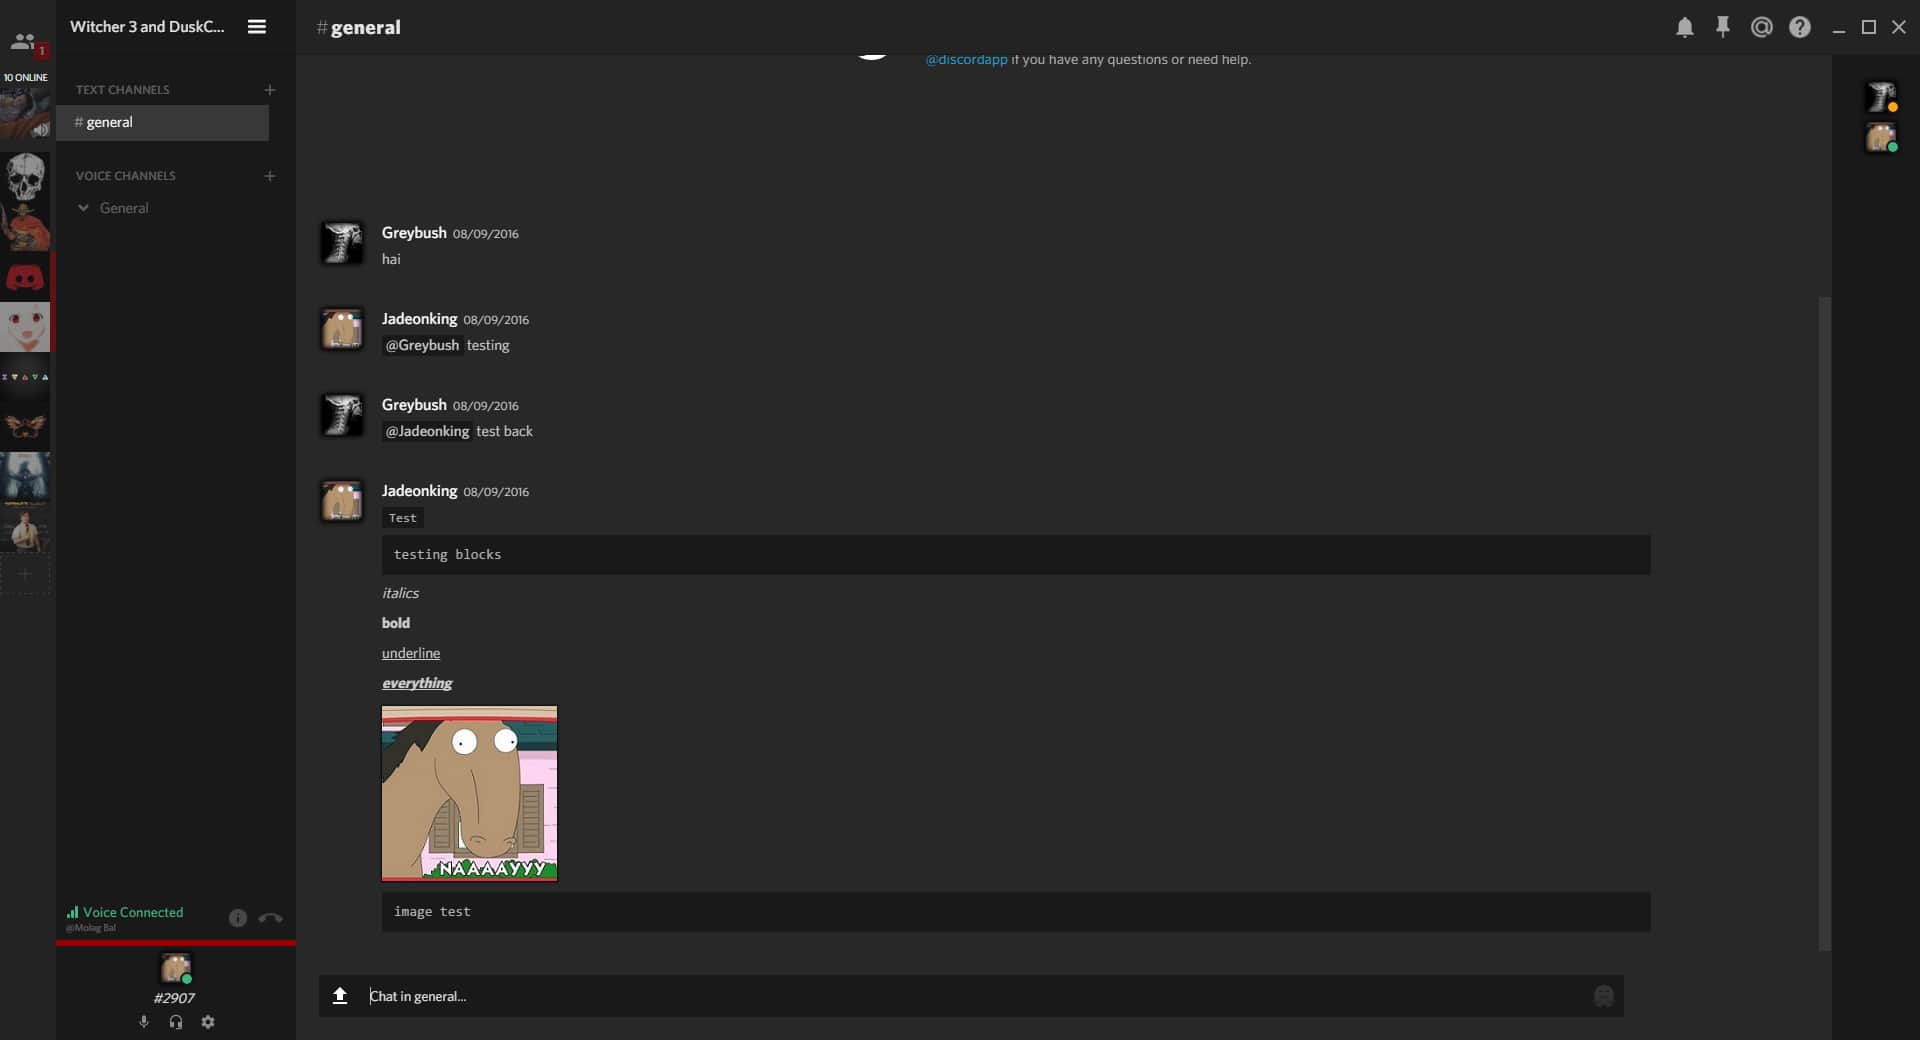 Witcher 3 and DuskC...
#general
1
10 ONLINE
TEXT CHANNELS
# general
VOICE CHANNELS
General
@discordapp if you have any questions or need help.
Greybush 08/09/2016
hai
Jadeonking 08/09/2016
@Greybush testing
Greybush 08/09/2016
@Jadeonking test back
Jadeonking 08/09/2016
Test
testing blocks
italics
bold
underline
everything
NAAAAYYY
image test
Voice Connected
@Molag Bal
#2907
Chat in general...